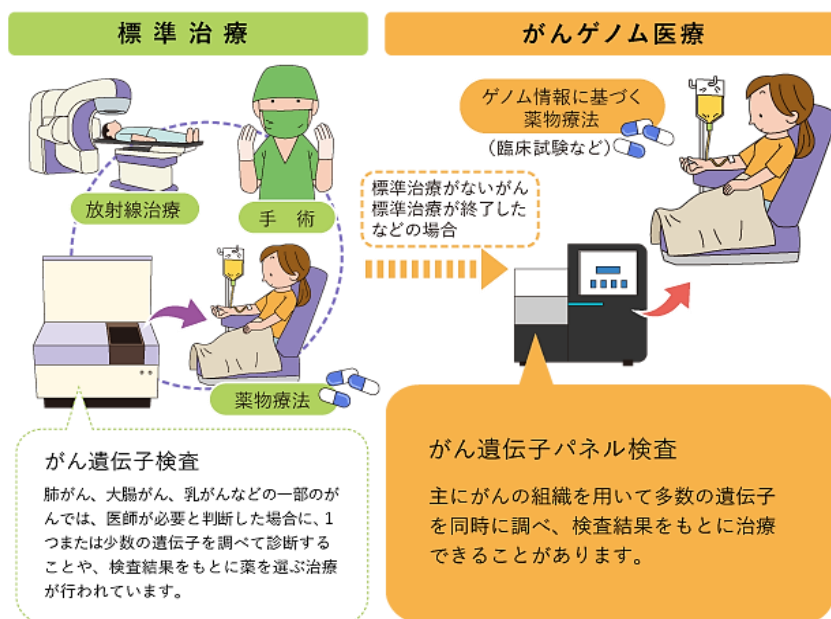 標準治療
がんゲノム医療
放射線治療
手　術
薬物療法
がん遺伝子検査
肺がん、大腸がん、乳がんなどの一部のが
んでは、医師が必要と判断した場合に、1
つまたは少数の遺伝子を調べて診断する
ことや、検査結果をもとに薬を選ぶ治療
が行われています。
標準治療がないがん
標準治療が終了した
などの場合
ゲノム情報に基づく
薬物療法
（臨床試験など）
がん遺伝子パネル検査
主にがんの組織を用いて多数の遺伝子
を同時に調べ、検査結果をもとに治療
できることがあります。